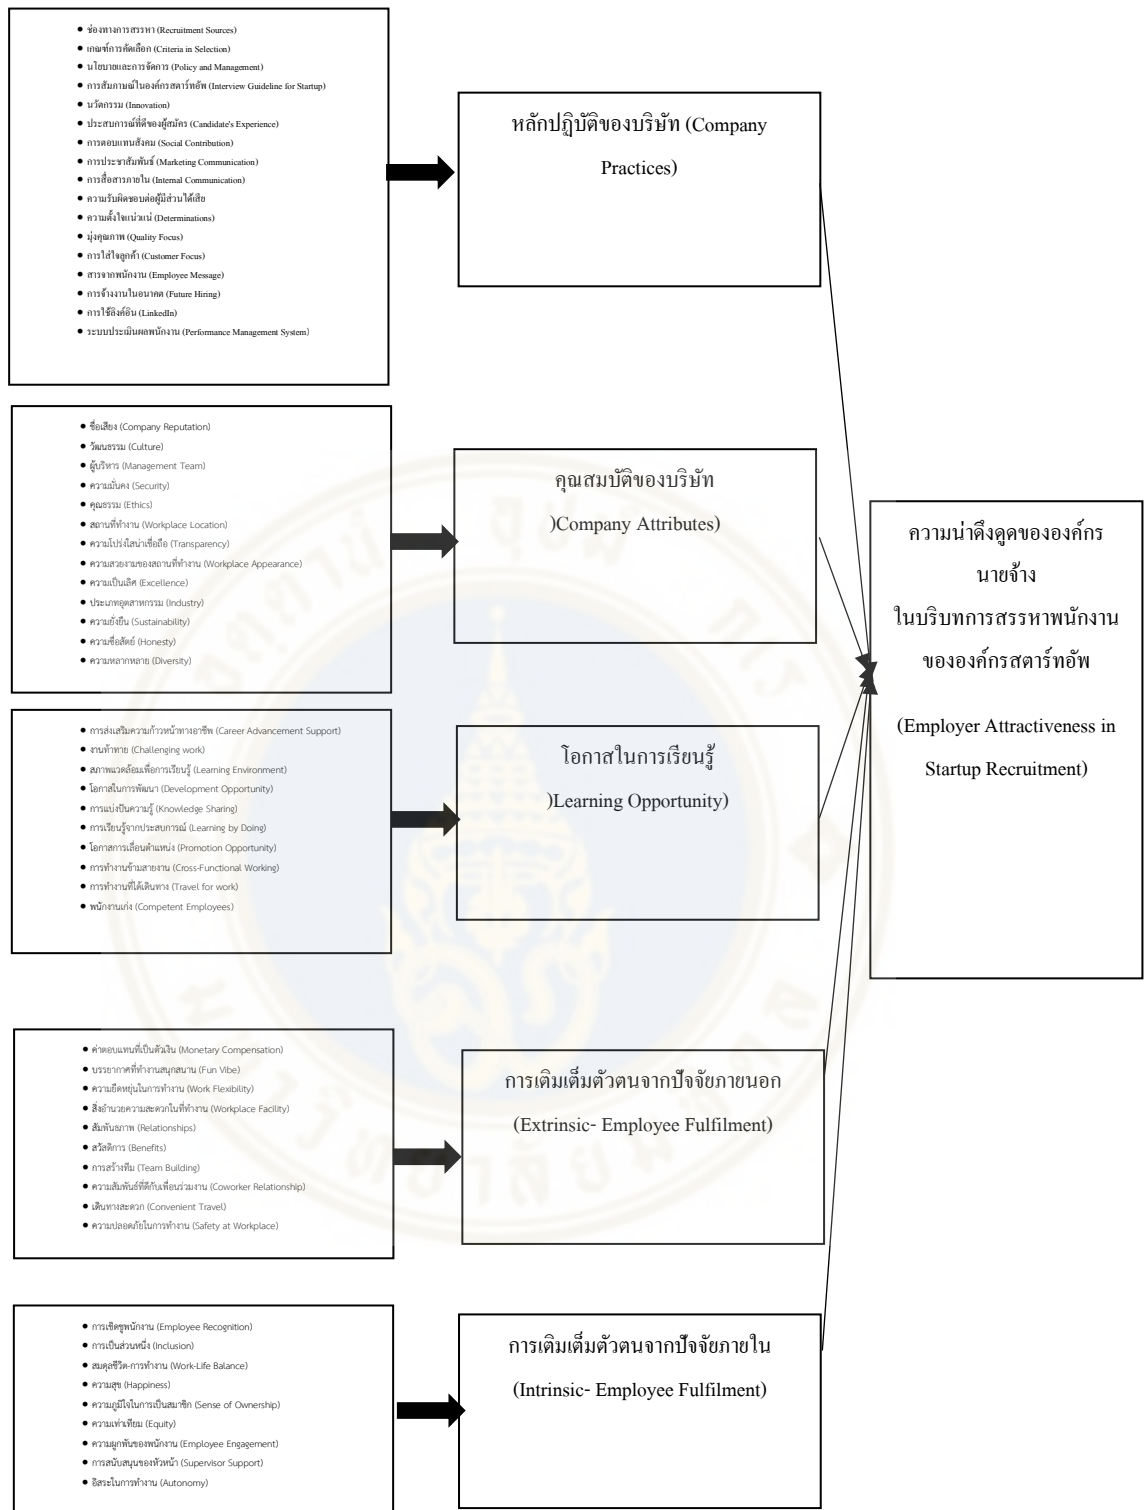 ● ช่องทางการสรรหา (Recruitment Sources)
● เกณฑ์การคัดเลือก (Criteria in Selection)
● นโยบายและการจัดการ (Policy and Management)
● การสัมภาษณ์ในองค์กรสตาร์ทอัพ (Interview Guideline for Startup)
● นวัตกรรม (Innovation)
● ประสบการณ์ที่ดีของผู้สมัคร (Candidate's Experience)
● การตอบแทนสังคม (Social Contribution)
● การประชาสัมพันธ์ (Marketing Communication)
● การสื่อสารภายใน (Internal Communication)
● ความรับผิดชอบต่อผู้มีส่วนได้เสีย
● ความตั้งใจแน่วแน่ (Determinations)
● มุ่งคุณภาพ (Quality Focus)
● การใส่ใจลูกค้า (Customer Focus)
● สารจากพนักงาน (Employee Message)
● การจ้างงานในอนาคต (Future Hiring)
● การใช้ลิงค์อิน (LinkedIn)
● ระบบประเมินผลพนักงาน (Performance Management System)
หลักปฏิบัติของบริษัท (Company
Practices)
● ชื่อเสียง (Company Reputation)
● วัฒนธรรม (Culture)
● ผู้บริหาร (Management Team)
● ความมั่นคง (Security)
● คุณธรรม (Ethics)
● สถานที่ทำงาน (Workplace Location)
● ความโปร่งใสน่าเชื่อถือ (Transparency)
● ความสวยงามของสถานที่ทำงาน (Workplace Appearance)
● ความเป็นเลิศ (Excellence)
● ประเภทอุตสาหกรรม (Industry)
● ความยั่งยืน (Sustainability)
● ความซื่อสัตย์ (Honesty)
● ความหลากหลาย (Diversity)
คุณสมบัติของบริษัท
)Company Attributes)
● การส่งเสริมความก้าวหน้าทางอาชีพ (Career Advancement Support)
● งานท้าทาย (Challenging work)
● สภาพแวดล้อมเพื่อการเรียนรู้ (Learning Environment)
● โอกาสในการพัฒนา (Development Opportunity)
● การแบ่งปันความรู้ (Knowledge Sharing)
● การเรียนรู้จากประสบการณ์ (Learning by Doing)
● โอกาสการเลื่อนตำแหน่ง (Promotion Opportunity)
● การทำงานข้ามสายงาน (Cross-Functional Working)
● การทำงานที่ได้เดินทาง (Travel for work)
● พนักงานเก่ง (Competent Employees)
โอกาสในการเรียนรู้
)Learning Opportunity)
● ค่าตอบแทนที่เป็นตัวเงิน (Monetary Compensation)
● บรรยากาศที่ทำงานสนุกสนาน (Fun Vibe)
● ความยืดหยุ่นในการทำงาน (Work Flexibility)
● สิ่งอำนวยความสะดวกในที่ทำงาน (Workplace Facility)
● สัมพันธภาพ (Relationships)
● สวัสดิการ (Benefits)
● การสร้างทีม (Team Building)
● ความสัมพันธ์ที่ดีกับเพื่อนร่วมงาน (Coworker Relationship)
● เดินทางสะดวก (Convenient Travel)
● ความปลอดภัยในการทำงาน (Safety at Workplace)
การเติมเต็มตัวตนจากปัจจัยภายนอก
(Extrinsic- Employee Fulfilment)
● การเชิดชูพนักงาน (Employee Recognition)
● การเป็นส่วนหนึ่ง (Inclusion)
● สมดุลชีวิต-การทำงาน (Work-Life Balance)
● ความสุข (Happiness)
● ความภูมิใจในการเป็นสมาชิก (Sense of Ownership)
● ความเท่าเทียม (Equity)
● ความผูกพันของพนักงาน (Employee Engagement)
● การสนับสนุนของหัวหน้า (Supervisor Support)
● อิสระในการทำงาน (Autonomy)
การเติมเต็มตัวตนจากปัจจัยภายใน
(Intrinsic- Employee Fulfilment)
ความน่าดึงดูดขององค์กร
นายจ้าง
ในบริบทการสรรหาพนักงาน
ขององค์กรสตาร์ทอัพ
(Employer Attractiveness in
Startup Recruitment)